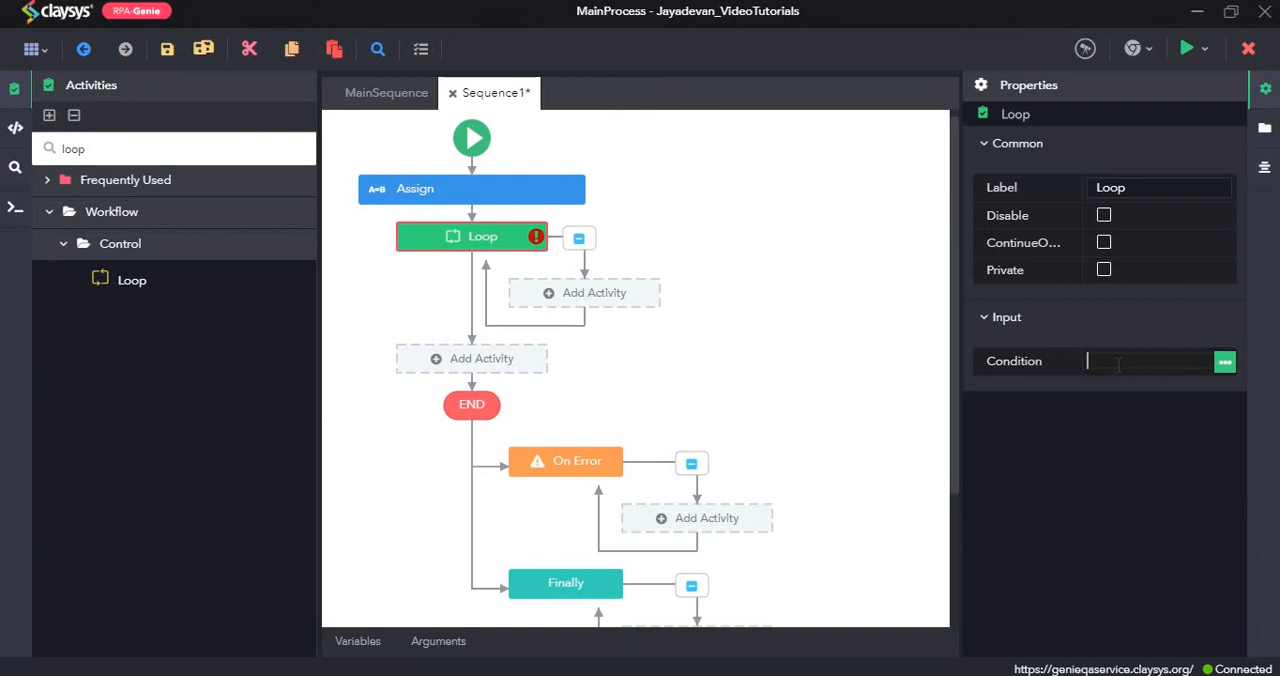 claysys RPA-Genie MainProcess - Jayadevan_VideoTutorials
Activities
loop
Frequently Used
Workflow
Control
Loop
MainSequence
Sequence1*
A=B Assign
Loop
Add Activity
Add Activity
END
On Error
Add Activity
Finally
Variables Arguments
Properties
Loop
Common
Label Loop
Disable
ContinueO...
Private
Input
Condition
https://genieqaservice.claysys.org/ Connected